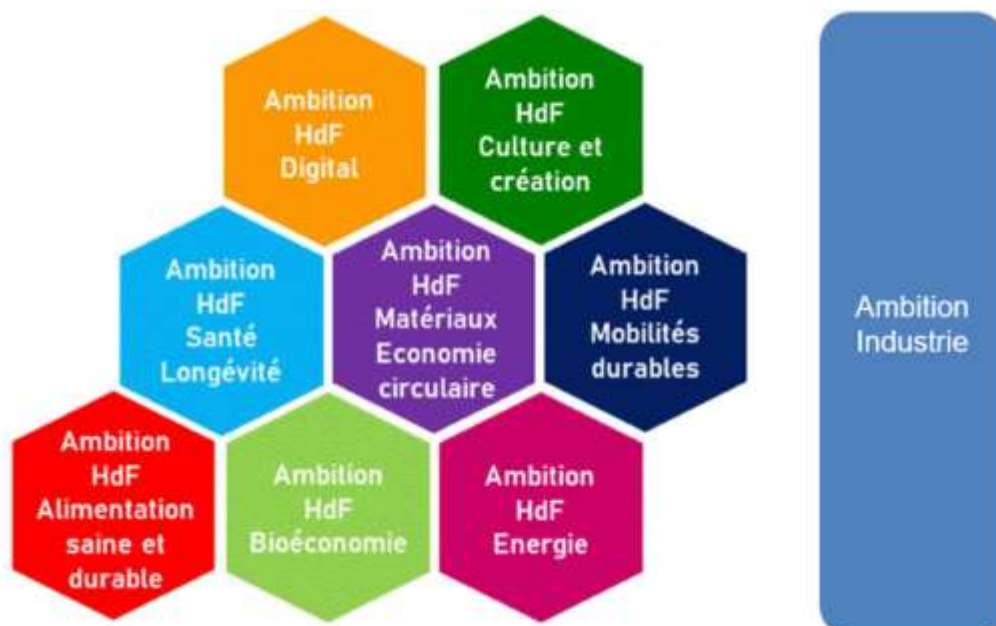 Ambition
HdF
Digital
Ambition
HdF
Culture et
création
Ambition
HdF
Santé
Longévité
Ambition
HdF
Matériaux
Economie
circulaire
Ambition
HdF
Mobilités
durables
Ambition
HdF
Alimentation
saine et
durable
Ambition
HdF
Bioéconomie
Ambition
HdF
Energie
Ambition
Industrie